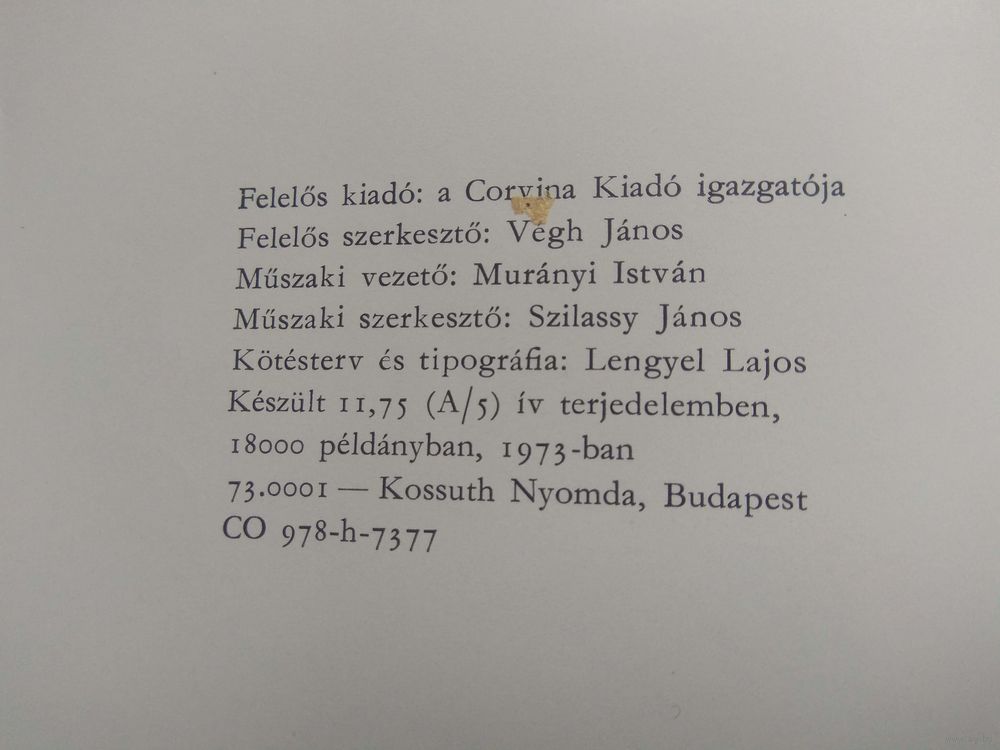 Felelős kiadó: a Corvina Kiadó igazgatója
Felelős szerkesztő: Végh János
Műszaki vezető: Murányi István
Műszaki szerkesztő: Szilassy János
Kötésterv és tipográfia: Lengyel Lajos
Készült 11,75 (A/5) ív terjedelemben,
18000 példányban, 1973-ban
73.0001 — Kossuth Nyomda, Budapest
CO 978-h-7377